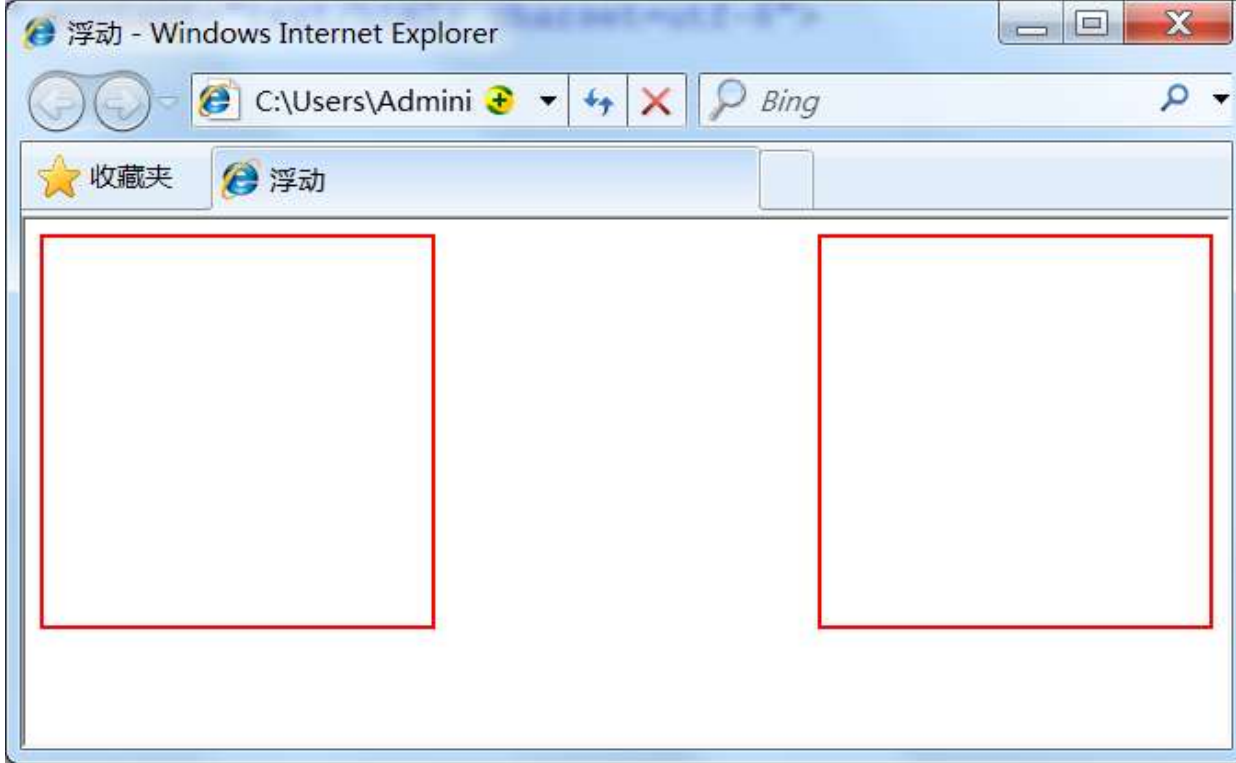 浮动 - Windows Internet Explorer
C:\Users\Admini
Bing
收藏夹
浮动